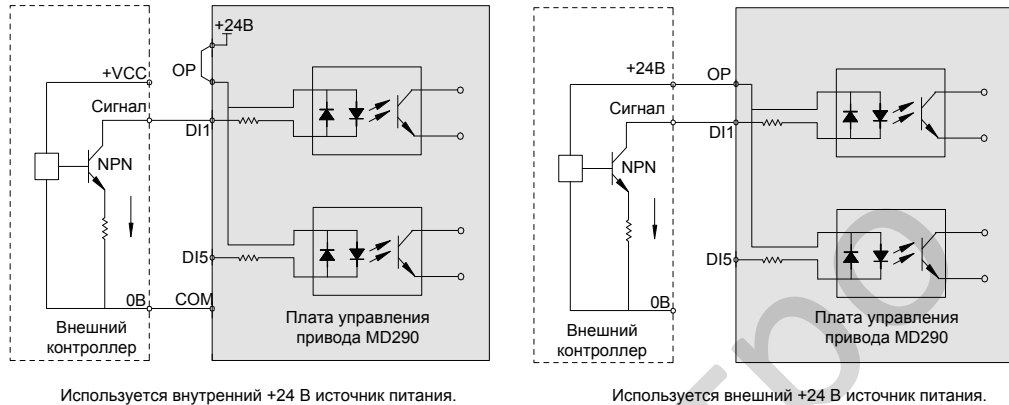 +24В
+VCC
OP
Сигнал
DI1
NPN
DI5
0В
COM
Внешний
контроллер
Плата управления
привода MD290
Используется внутренний +24 В источник питания.
+24В
OP
Сигнал
DI1
NPN
DI5
0В
Внешний
контроллер
Плата управления
привода MD290
Используется внешний +24 В источник питания.